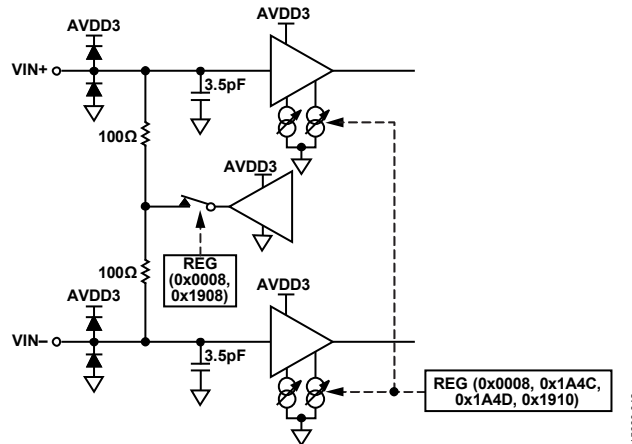 AVDD3
AVDD3
VIN+
3.5pF
100Ω
AVDD3
REG
(0x0008,
0x1908)
100Ω
AVDD3
AVDD3
VIN–
3.5pF
REG (0x0008, 0x1A4C,
0x1A4D, 0x1910)